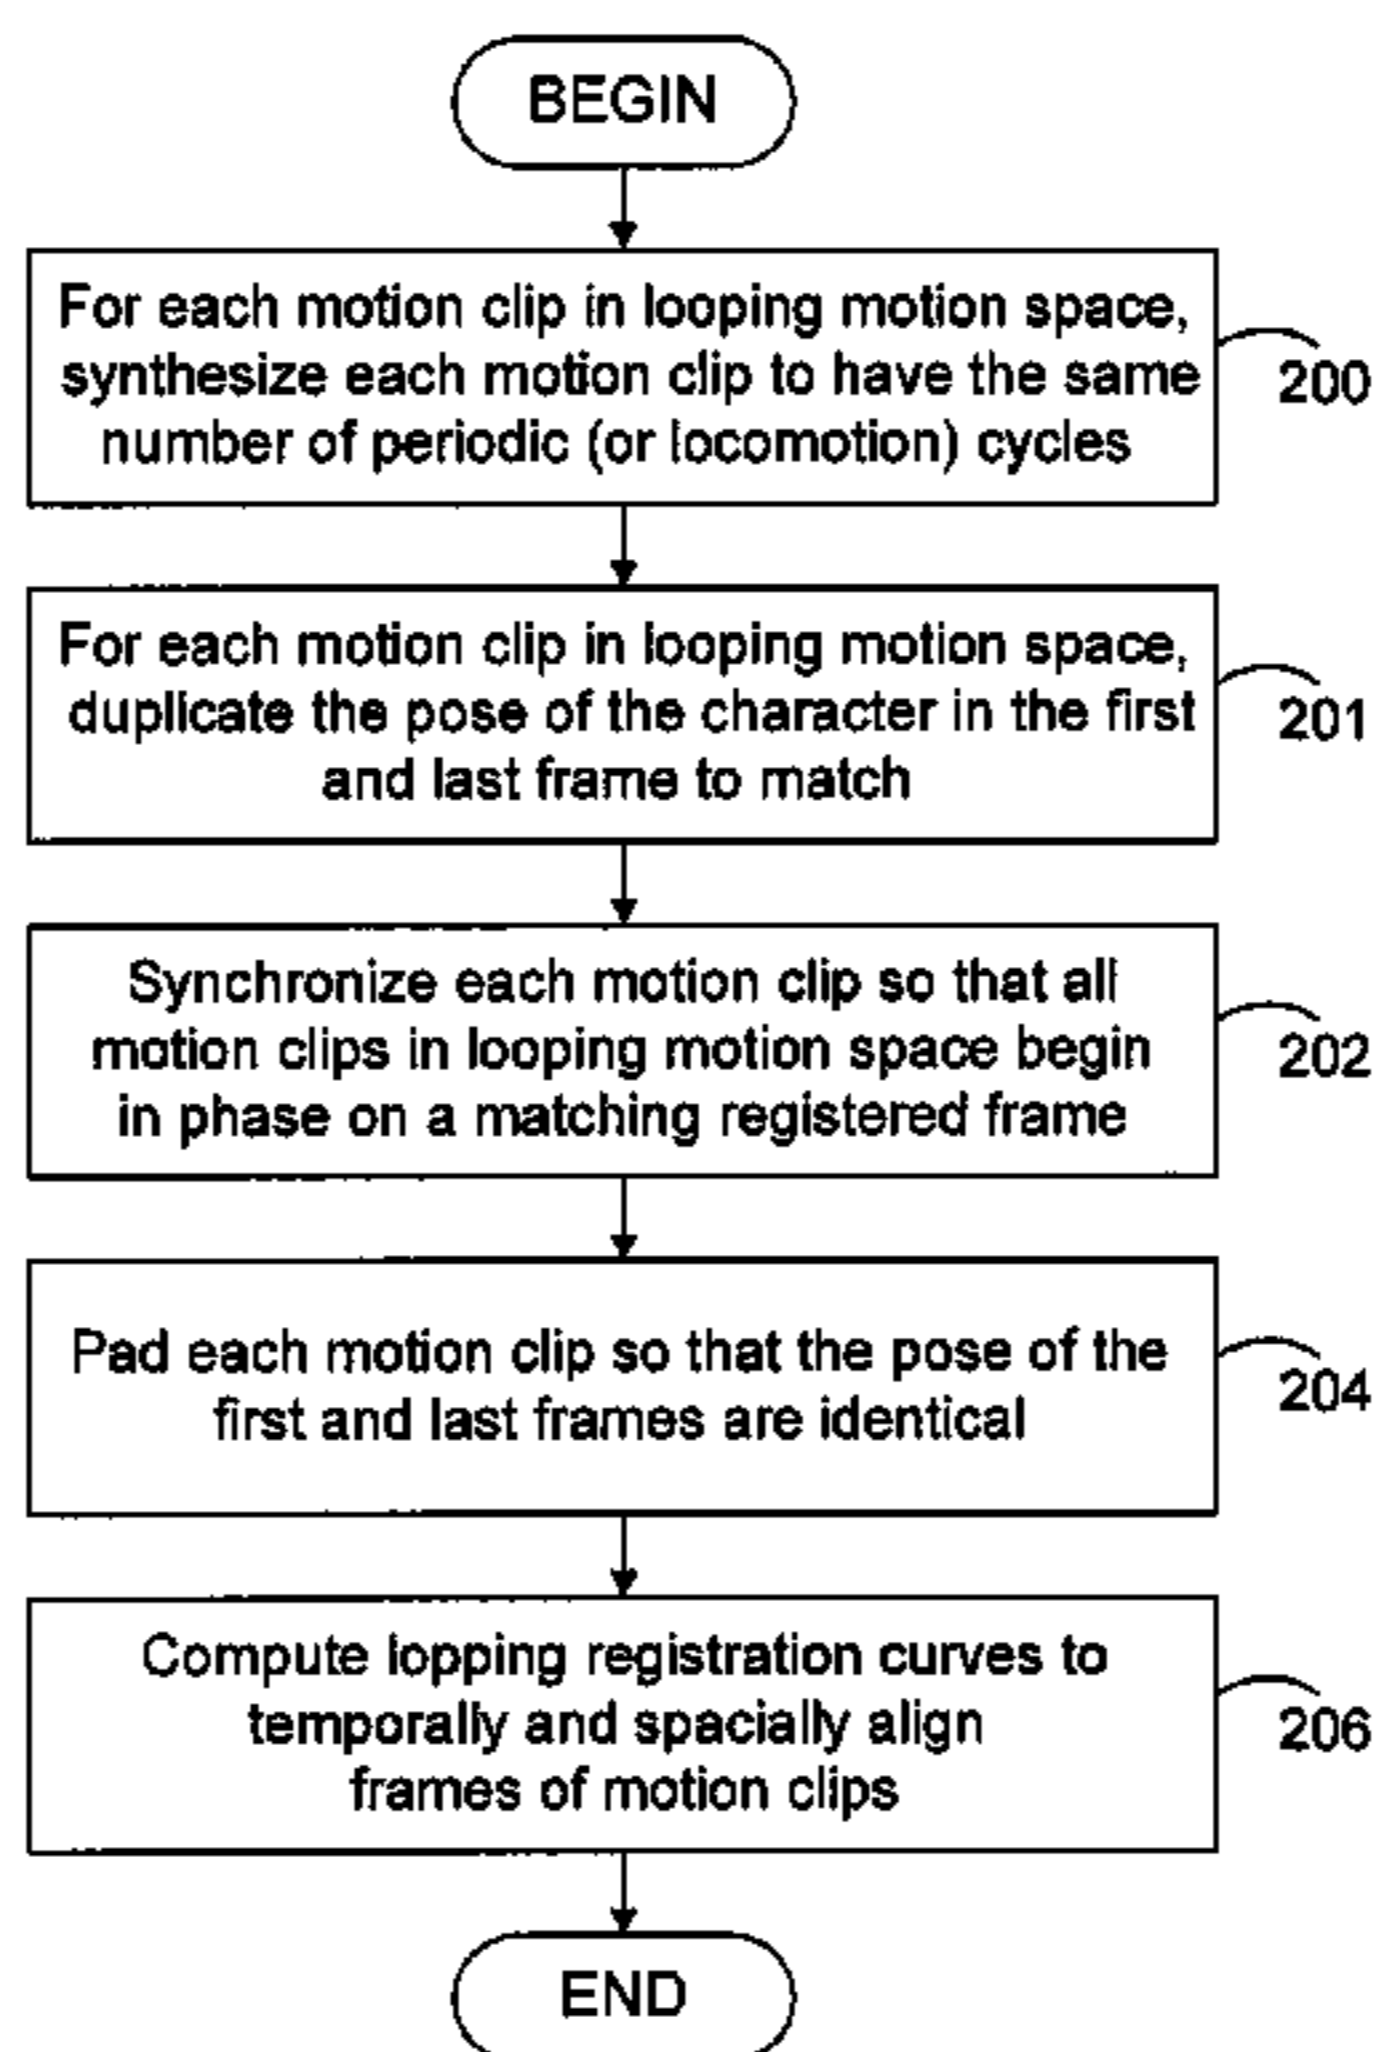 BEGIN
For each motion clip in looping motion space,
synthesize each motion clip to have the same
number of periodic (or locomotion) cycles
200
For each motion clip in looping motion space,
duplicate the pose of the character in the first
and last frame to match
201
Synchronize each motion clip so that all
motion clips in looping motion space begin
in phase on a matching registered frame
202
Pad each motion clip so that the pose of the
first and last frames are identical
204
Compute lopping registration curves to
temporally and spacially align
frames of motion clips
206
END